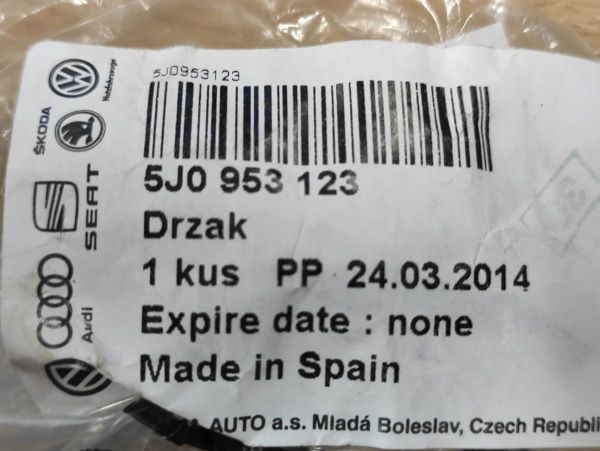 5J0953123
5J0 953 123
Drzak
1 kus PP 24.03.2014
Expire date : none
Made in Spain
AUTO a.s. Mladá Boleslav, Czech Republi
Nutzfahrzeuge
ŠKODA
SEAT
Audi